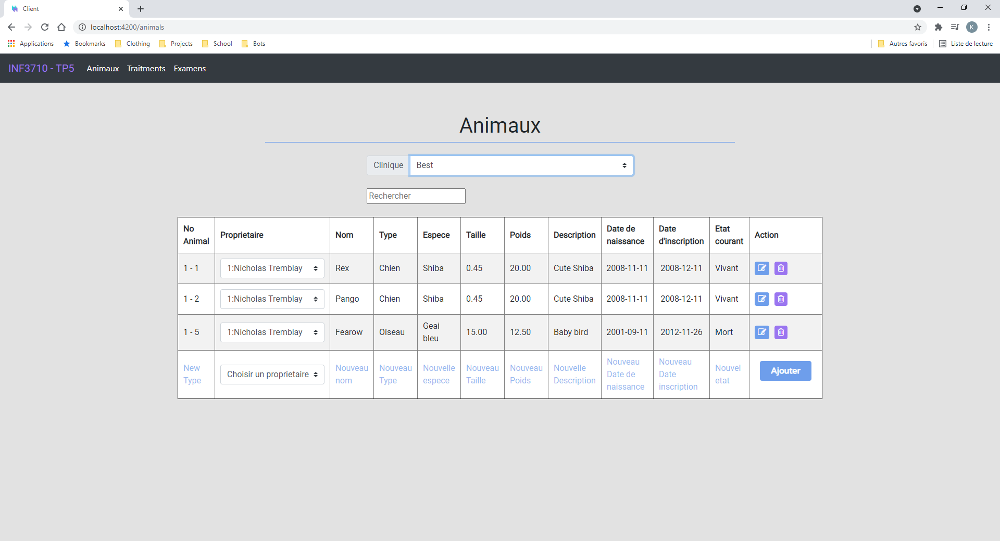 Client
localhost:4200/animals
K
Applications Bookmarks Clothing Projects School Bots Autres favoris Liste de lecture
INF3710 - TP5 Animaux Traitments Examens
Animaux
Clinique Best
Rechercher
No Animal Proprietaire Nom Type Espece Taille Poids Description Date de naissance Date d'inscription Etat courant Action
1 - 1 1:Nicholas Tremblay Rex Chien Shiba 0.45 20.00 Cute Shiba 2008-11-11 2008-12-11 Vivant
1 - 2 1:Nicholas Tremblay Pango Chien Shiba 0.45 20.00 Cute Shiba 2008-11-11 2008-12-11 Vivant
1 - 5 1:Nicholas Tremblay Fearow Oiseau Geai bleu 15.00 12.50 Baby bird 2001-09-11 2012-11-26 Mort
New Type Choisir un proprietaire Nouveau nom Nouveau Type Nouvelle espece Nouveau Taille Nouveau Poids Nouvelle Description Nouveau Date de naissance Nouveau Date inscription Nouvel etat Ajouter